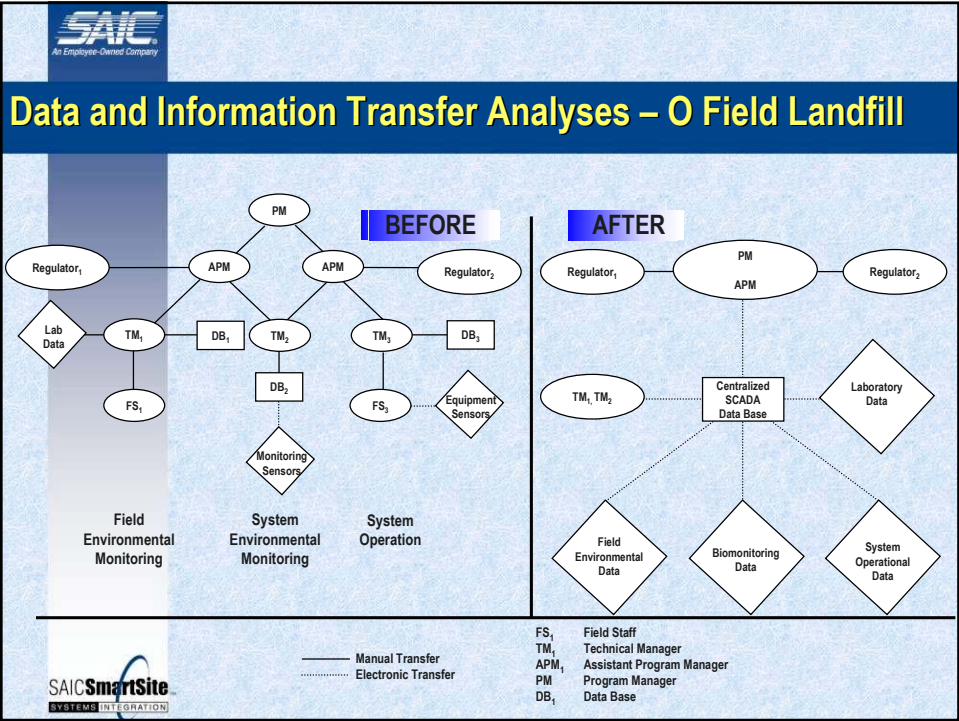 SAIC
An Employee-Owned Company
Data and Information Transfer Analyses – O Field Landfill
BEFORE
PM
APM
APM
Regulator₁
Regulator₂
Lab
Data
TM₁
DB₁
TM₂
TM₃
DB₃
FS₁
DB₂
FS₃
Equipment
Sensors
Monitoring
Sensors
Field
Environmental
Monitoring
System
Environmental
Monitoring
System
Operation
AFTER
PM
APM
Regulator₁
Regulator₂
TM₁, TM₂
Centralized
SCADA
Data Base
Laboratory
Data
Field
Environmental
Data
Biomonitoring
Data
System
Operational
Data
Manual Transfer
Electronic Transfer
FS₁ Field Staff
TM₁ Technical Manager
APM₁ Assistant Program Manager
PM Program Manager
DB₁ Data Base
SAIC SmartSite
SYSTEMS INTEGRATION